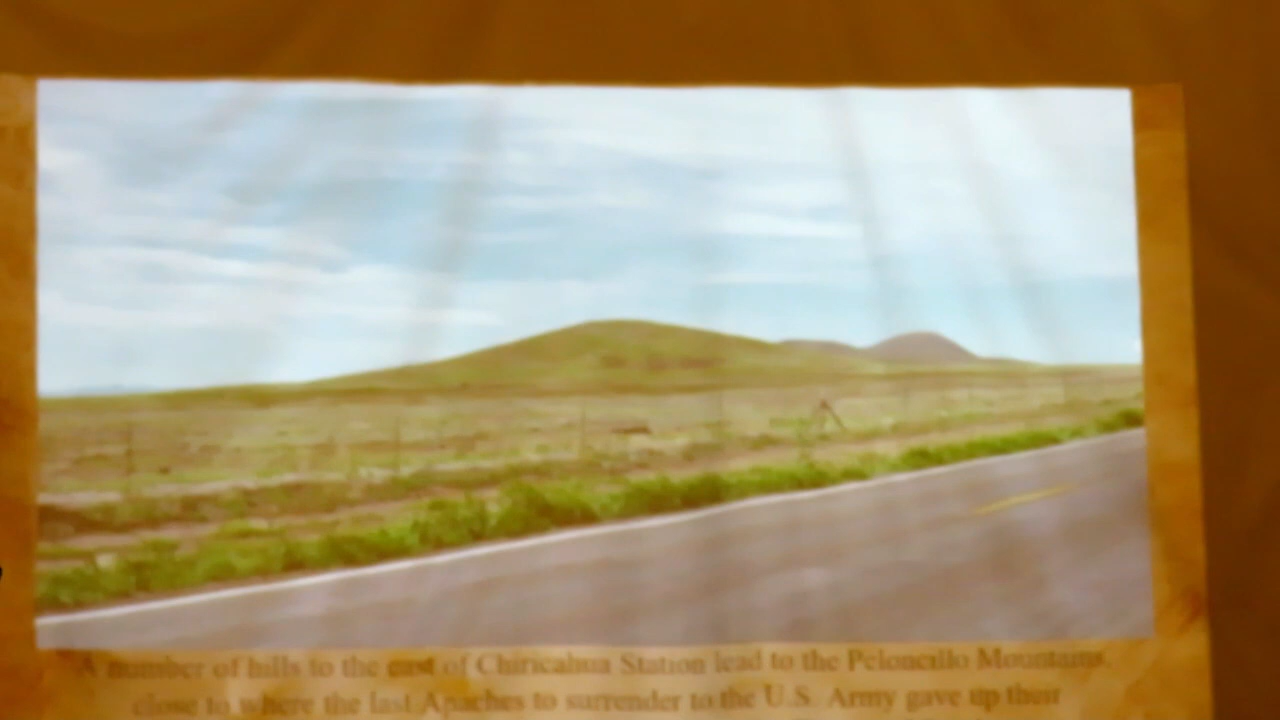 A number of hills to the east of Chiricahua Station lead to the Peloncillo Mountains,
close to where the last Apaches to surrender to the U.S. Army gave up their